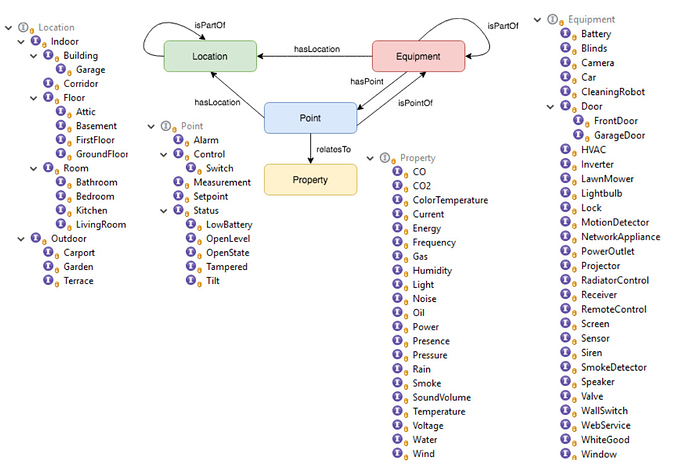 Location
Indoor
Building
Garage
Corridor
Floor
Attic
Basement
FirstFloor
GroundFloor
Room
Bathroom
Bedroom
Kitchen
LivingRoom
Outdoor
Carport
Garden
Terrace
isPartOf
Location
hasLocation
Equipment
isPartOf
hasLocation
hasPoint
isPointOf
Point
relatesTo
Property
Point
Alarm
Control
Switch
Measurement
Setpoint
Status
LowBattery
OpenLevel
OpenState
Tampered
Tilt
Property
CO
CO2
ColorTemperature
Current
Energy
Frequency
Gas
Humidity
Light
Noise
Oil
Power
Presence
Pressure
Rain
Smoke
SoundVolume
Temperature
Voltage
Water
Wind
Equipment
Battery
Blinds
Camera
Car
CleaningRobot
Door
FrontDoor
GarageDoor
HVAC
Inverter
LawnMower
Lightbulb
Lock
MotionDetector
NetworkAppliance
PowerOutlet
Projector
RadiatorControl
Receiver
RemoteControl
Screen
Sensor
Siren
SmokeDetector
Speaker
Valve
WallSwitch
WebService
WhiteGood
Window